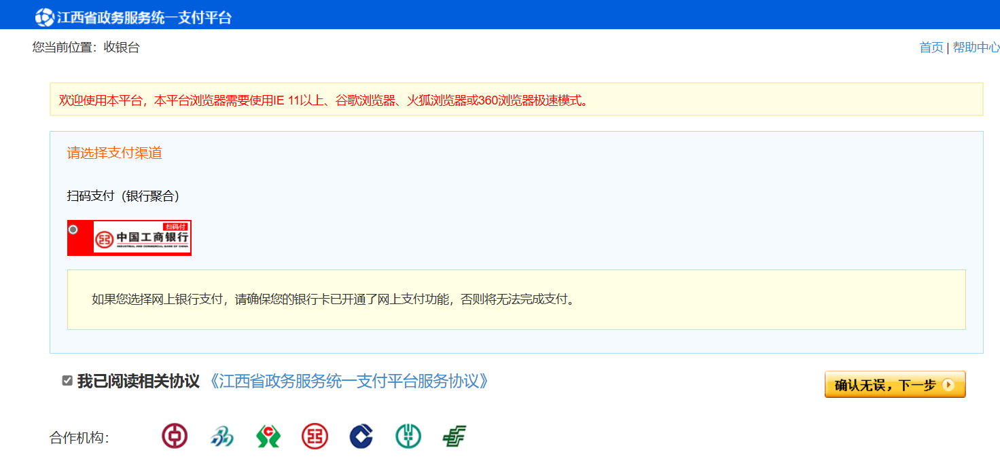 江西省政务服务统一支付平台
您当前位置：收银台
首页 | 帮助中心
欢迎使用本平台，本平台浏览器需要使用IE 11以上、谷歌浏览器、火狐浏览器或360浏览器极速模式。
请选择支付渠道
扫码支付（银行聚合）
扫码付
中国工商银行
INDUSTRIAL AND COMMERCIAL BANK OF CHINA
如果您选择网上银行支付，请确保您的银行卡已开通了网上支付功能，否则将无法完成支付。
我已阅读相关协议 《江西省政务服务统一支付平台服务协议》
确认无误，下一步
合作机构：